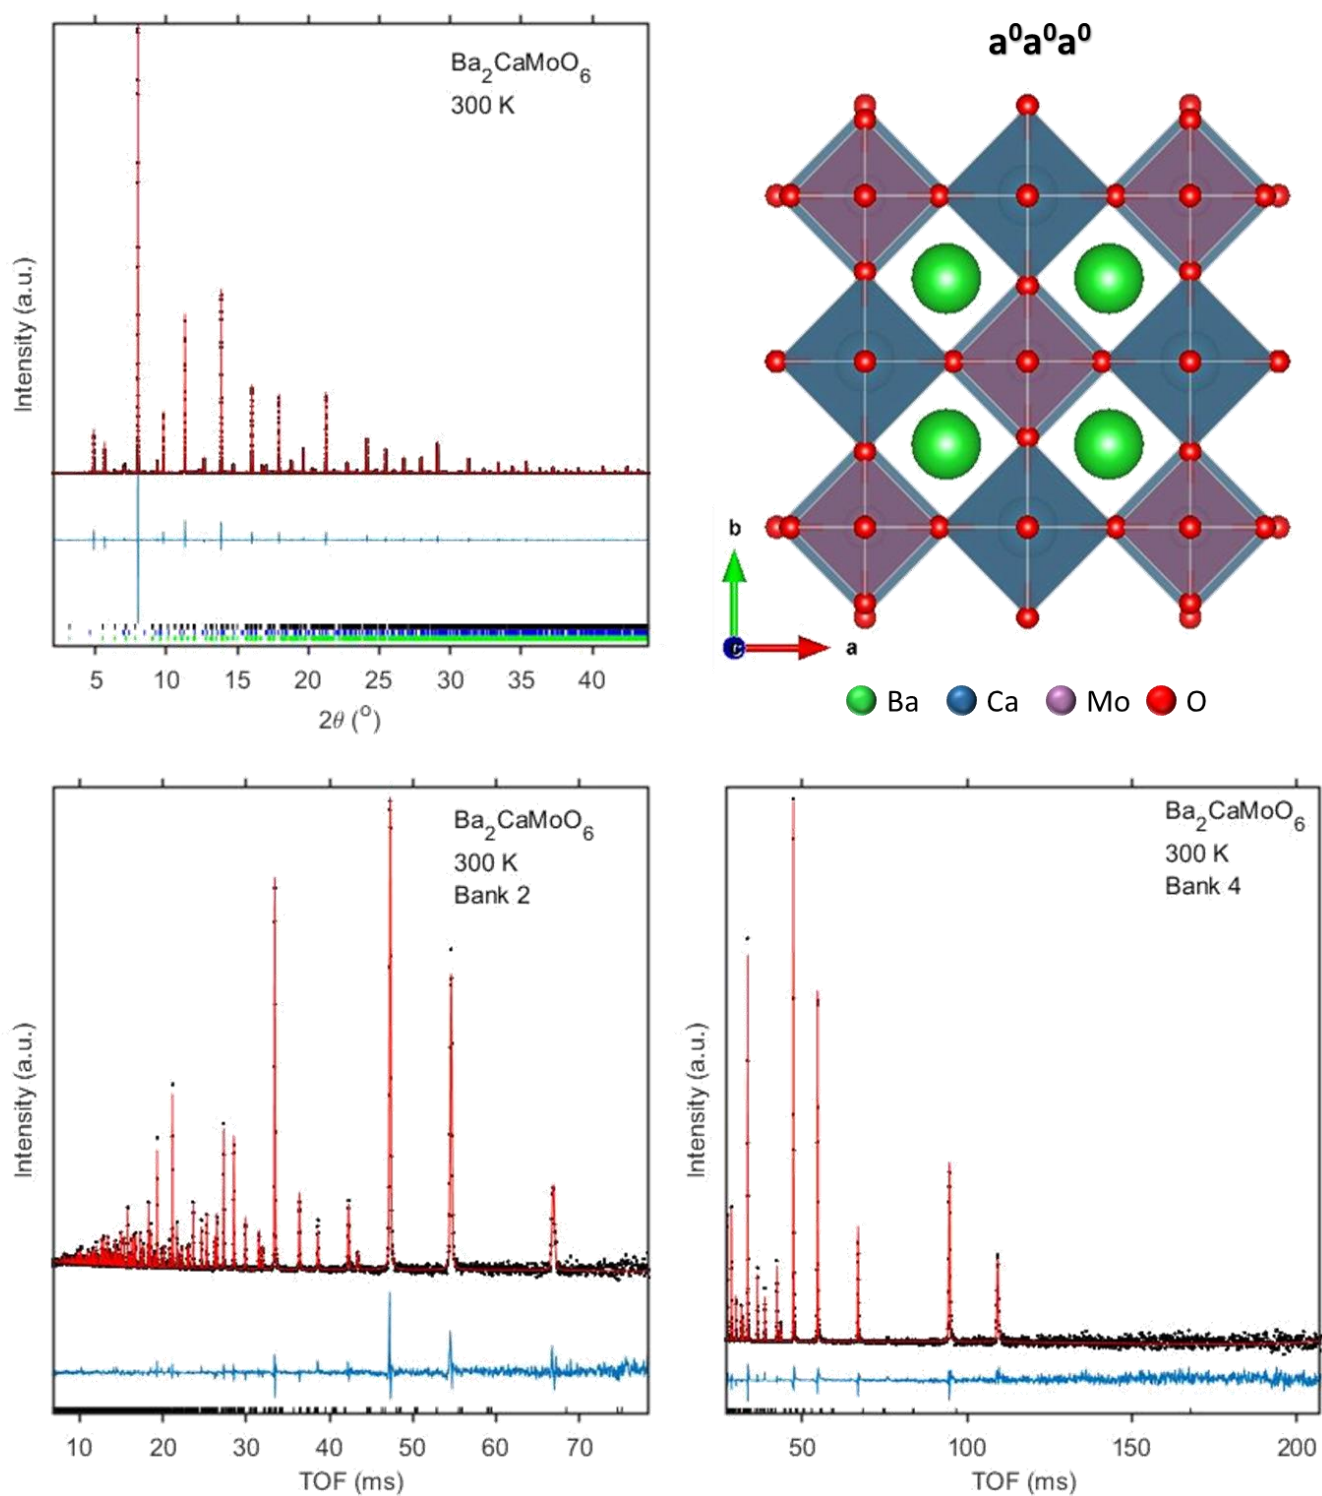 Ba₂CaMoO₆
300 K
Intensity (a.u.)
5 10 15 20 25 30 35 40
2θ (°)
a⁰a⁰a⁰
b
c
a
Ba Ca Mo O
Ba₂CaMoO₆
300 K
Bank 2
Intensity (a.u.)
10 20 30 40 50 60 70
TOF (ms)
Ba₂CaMoO₆
300 K
Bank 4
Intensity (a.u.)
50 100 150 200
TOF (ms)